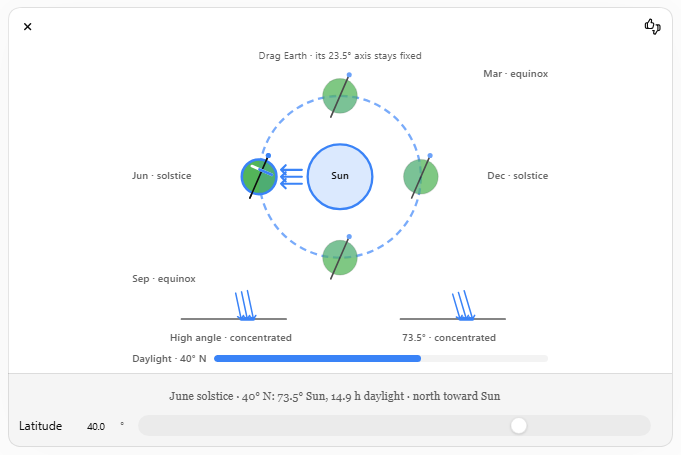 Drag Earth · its 23.5° axis stays fixed
Mar · equinox
Jun · solstice
Sun
Dec · solstice
Sep · equinox
High angle · concentrated
73.5° · concentrated
Daylight · 40° N
June solstice · 40° N: 73.5° Sun, 14.9 h daylight · north toward Sun
Latitude 40.0 °